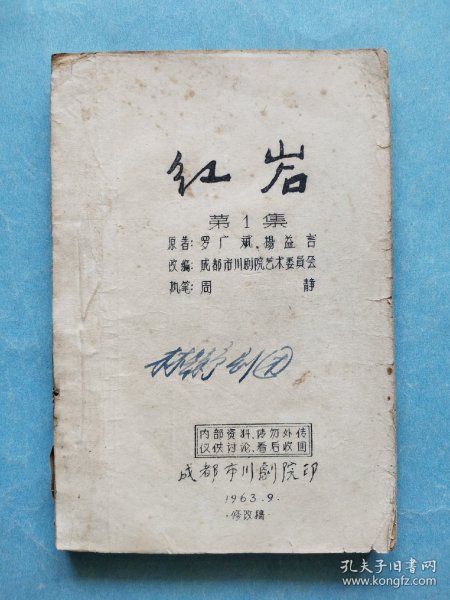 红岩
第1集
原著:罗广斌、杨益言
改编:成都市川剧院艺术委员会
执笔:周 静
内部资料,请勿外传
仅供讨论,看后收回
成都市川劇院印
1963.9.
·修改稿·
孔夫子旧书网
www.kongfz.com